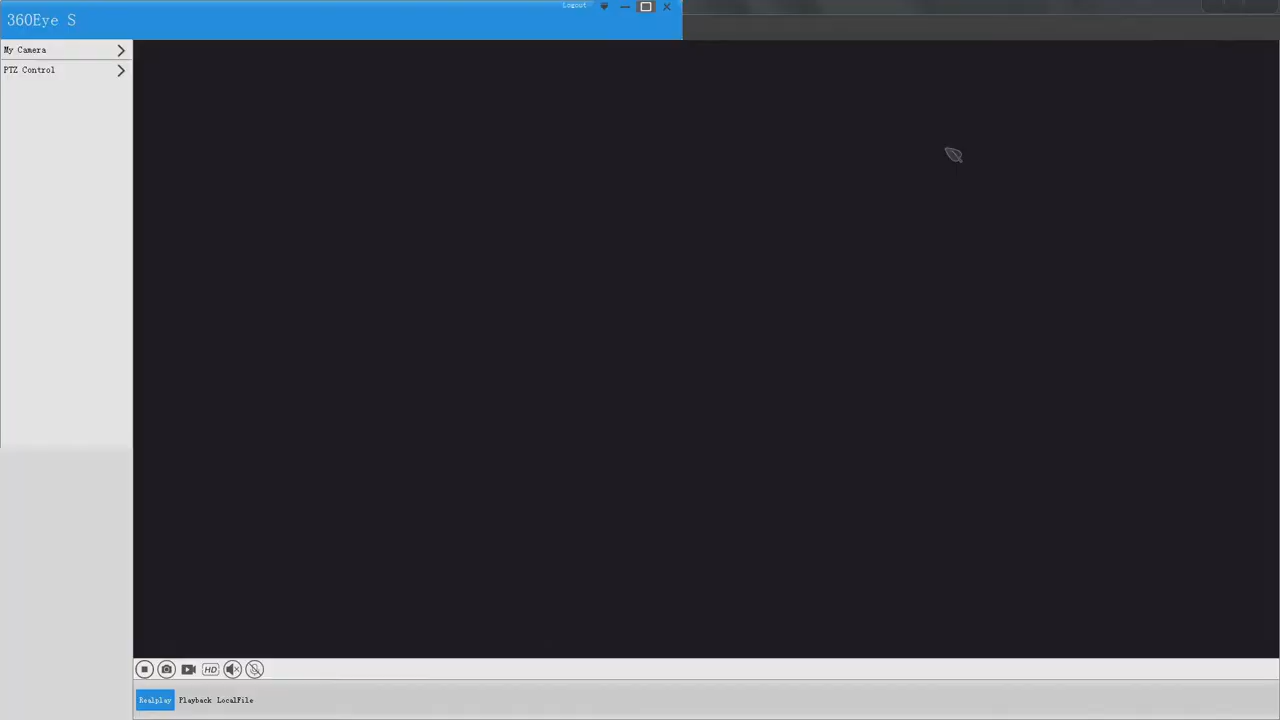 Logout
360Eye S
My Camera
PTZ Control
HD
Realplay Playback LocalFile